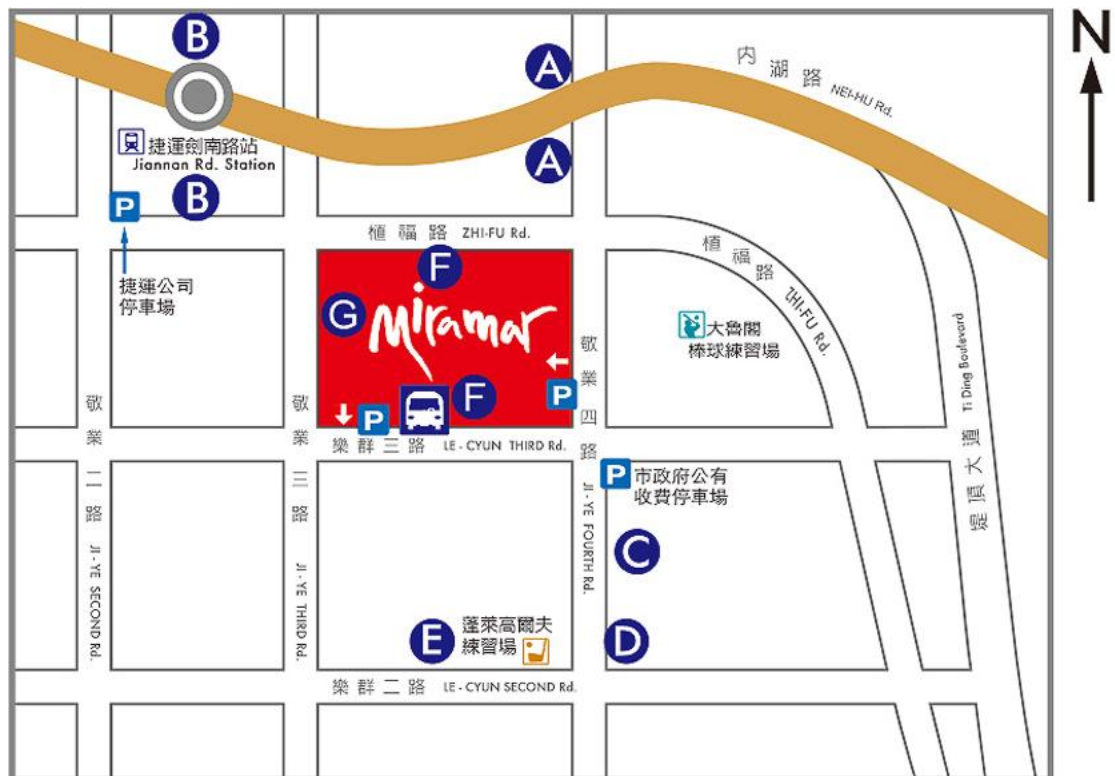 N
B
A
內湖路 NEI-HU Rd.
捷運劍南路站
Jiannan Rd. Station
A
B
P
捷運公司
停車場
植福路 ZHI-FU Rd.
F
G
Miramar
F
P
P
植福路 ZHI-FU Rd.
大魯閣
棒球練習場
敬業二路 JI-YE SECOND Rd.
敬業三路 JI-YE THIRD Rd.
敬業四路 JI-YE FOURTH Rd.
堤頂大道 Ti Ding Boulevard
樂群三路 LE-CYUN THIRD Rd.
P
市政府公有
收費停車場
C
D
E
蓬萊高爾夫
練習場
樂群二路 LE-CYUN SECOND Rd.